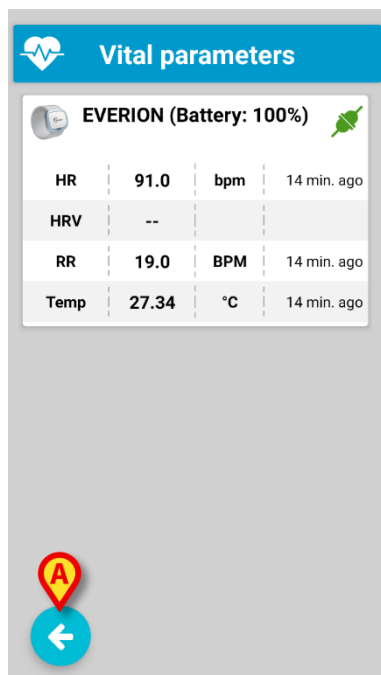 Vital parameters
EVERION (Battery: 100%)
HR 91.0 bpm 14 min. ago
HRV --
RR 19.0 BPM 14 min. ago
Temp 27.34 °C 14 min. ago
A